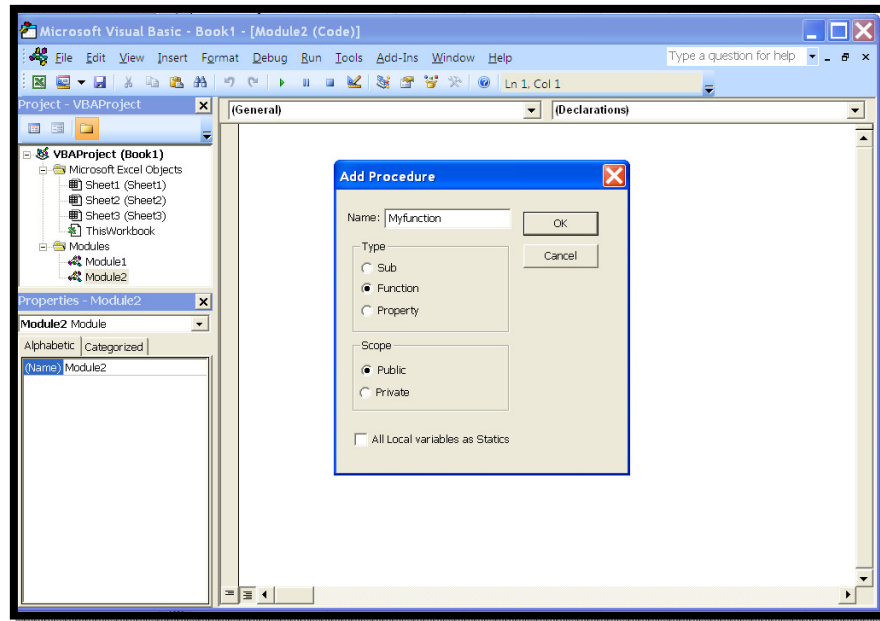 Microsoft Visual Basic - Book1 - [Module2 (Code)]
File Edit View Insert Format Debug Run Tools Add-Ins Window Help
Type a question for help
Ln 1, Col 1
Project - VBAProject
(General)
(Declarations)
VBAProject (Book1)
Microsoft Excel Objects
Sheet1 (Sheet1)
Sheet2 (Sheet2)
Sheet3 (Sheet3)
ThisWorkbook
Modules
Module1
Module2
Properties - Module2
Module2 Module
Alphabetic Categorized
(Name) Module2
Add Procedure
Name: Myfunction
OK
Cancel
Type
Sub
Function
Property
Scope
Public
Private
All Local variables as Statics